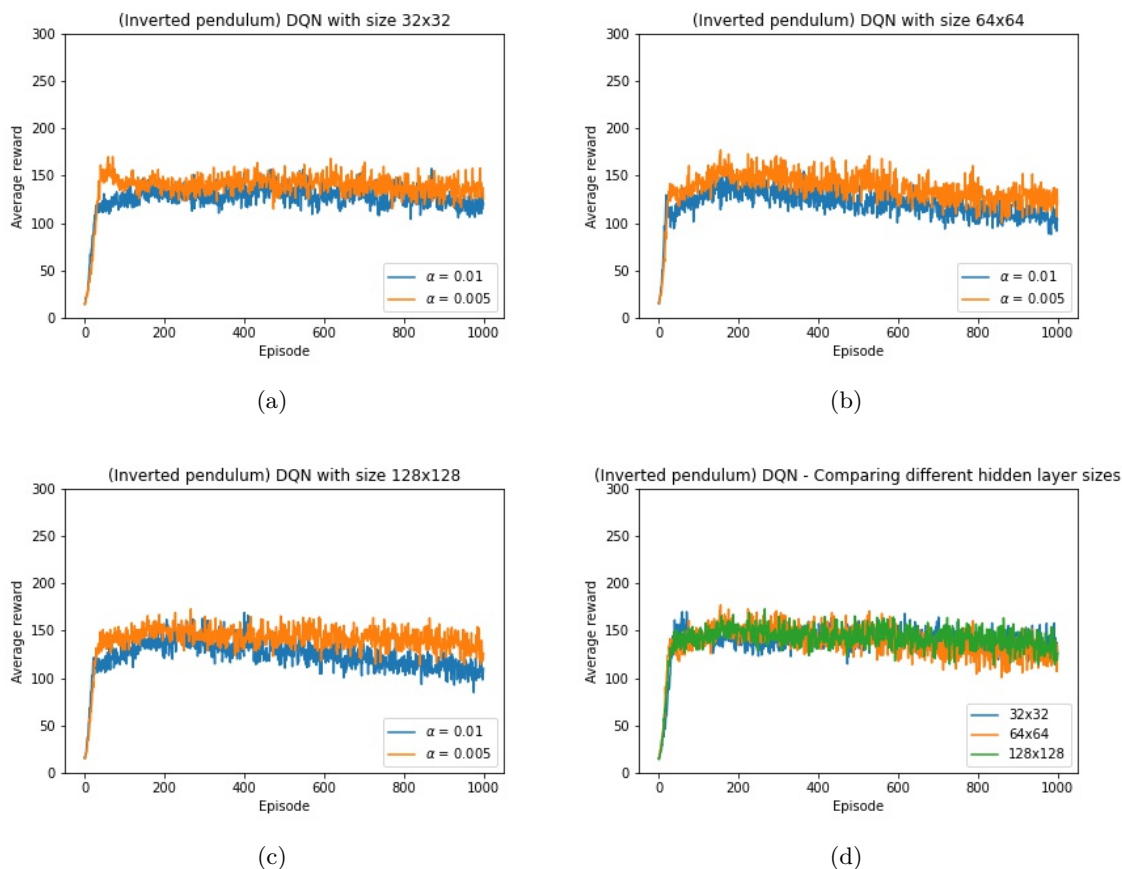 (Inverted pendulum) DQN with size 32x32
300
250
200
150
100
50
0
Average reward
0 200 400 600 800 1000
Episode
α = 0.01
α = 0.005
(a)
(Inverted pendulum) DQN with size 64x64
300
250
200
150
100
50
0
Average reward
0 200 400 600 800 1000
Episode
α = 0.01
α = 0.005
(b)
(Inverted pendulum) DQN with size 128x128
300
250
200
150
100
50
0
Average reward
0 200 400 600 800 1000
Episode
α = 0.01
α = 0.005
(c)
(Inverted pendulum) DQN - Comparing different hidden layer sizes
300
250
200
150
100
50
0
Average reward
0 200 400 600 800 1000
Episode
32x32
64x64
128x128
(d)